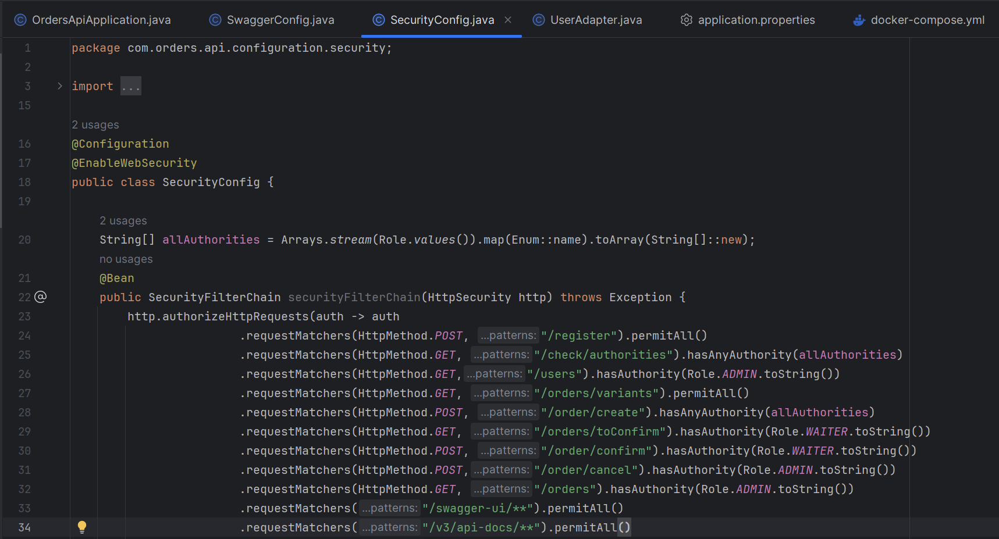 OrdersApiApplication.java SwaggerConfig.java SecurityConfig.java UserAdapter.java application.properties docker-compose.yml
1 package com.orders.api.configuration.security;
2
3 import ...
15
2 usages
16 @Configuration
17 @EnableWebSecurity
18 public class SecurityConfig {
19
2 usages
20 String[] allAuthorities = Arrays.stream(Role.values()).map(Enum::name).toArray(String[]::new);
no usages
21 @Bean
22 public SecurityFilterChain securityFilterChain(HttpSecurity http) throws Exception {
23 http.authorizeHttpRequests(auth -> auth
24 .requestMatchers(HttpMethod.POST, ...patterns: "/register").permitAll()
25 .requestMatchers(HttpMethod.GET, ...patterns: "/check/authorities").hasAnyAuthority(allAuthorities)
26 .requestMatchers(HttpMethod.GET, ...patterns: "/users").hasAuthority(Role.ADMIN.toString())
27 .requestMatchers(HttpMethod.GET, ...patterns: "/orders/variants").permitAll()
28 .requestMatchers(HttpMethod.POST, ...patterns: "/order/create").hasAnyAuthority(allAuthorities)
29 .requestMatchers(HttpMethod.GET, ...patterns: "/orders/toConfirm").hasAuthority(Role.WAITER.toString())
30 .requestMatchers(HttpMethod.POST, ...patterns: "/order/confirm").hasAuthority(Role.WAITER.toString())
31 .requestMatchers(HttpMethod.POST, ...patterns: "/order/cancel").hasAuthority(Role.ADMIN.toString())
32 .requestMatchers(HttpMethod.GET, ...patterns: "/orders").hasAuthority(Role.ADMIN.toString())
33 .requestMatchers( ...patterns: "/swagger-ui/**").permitAll()
34 .requestMatchers( ...patterns: "/v3/api-docs/**").permitAll()